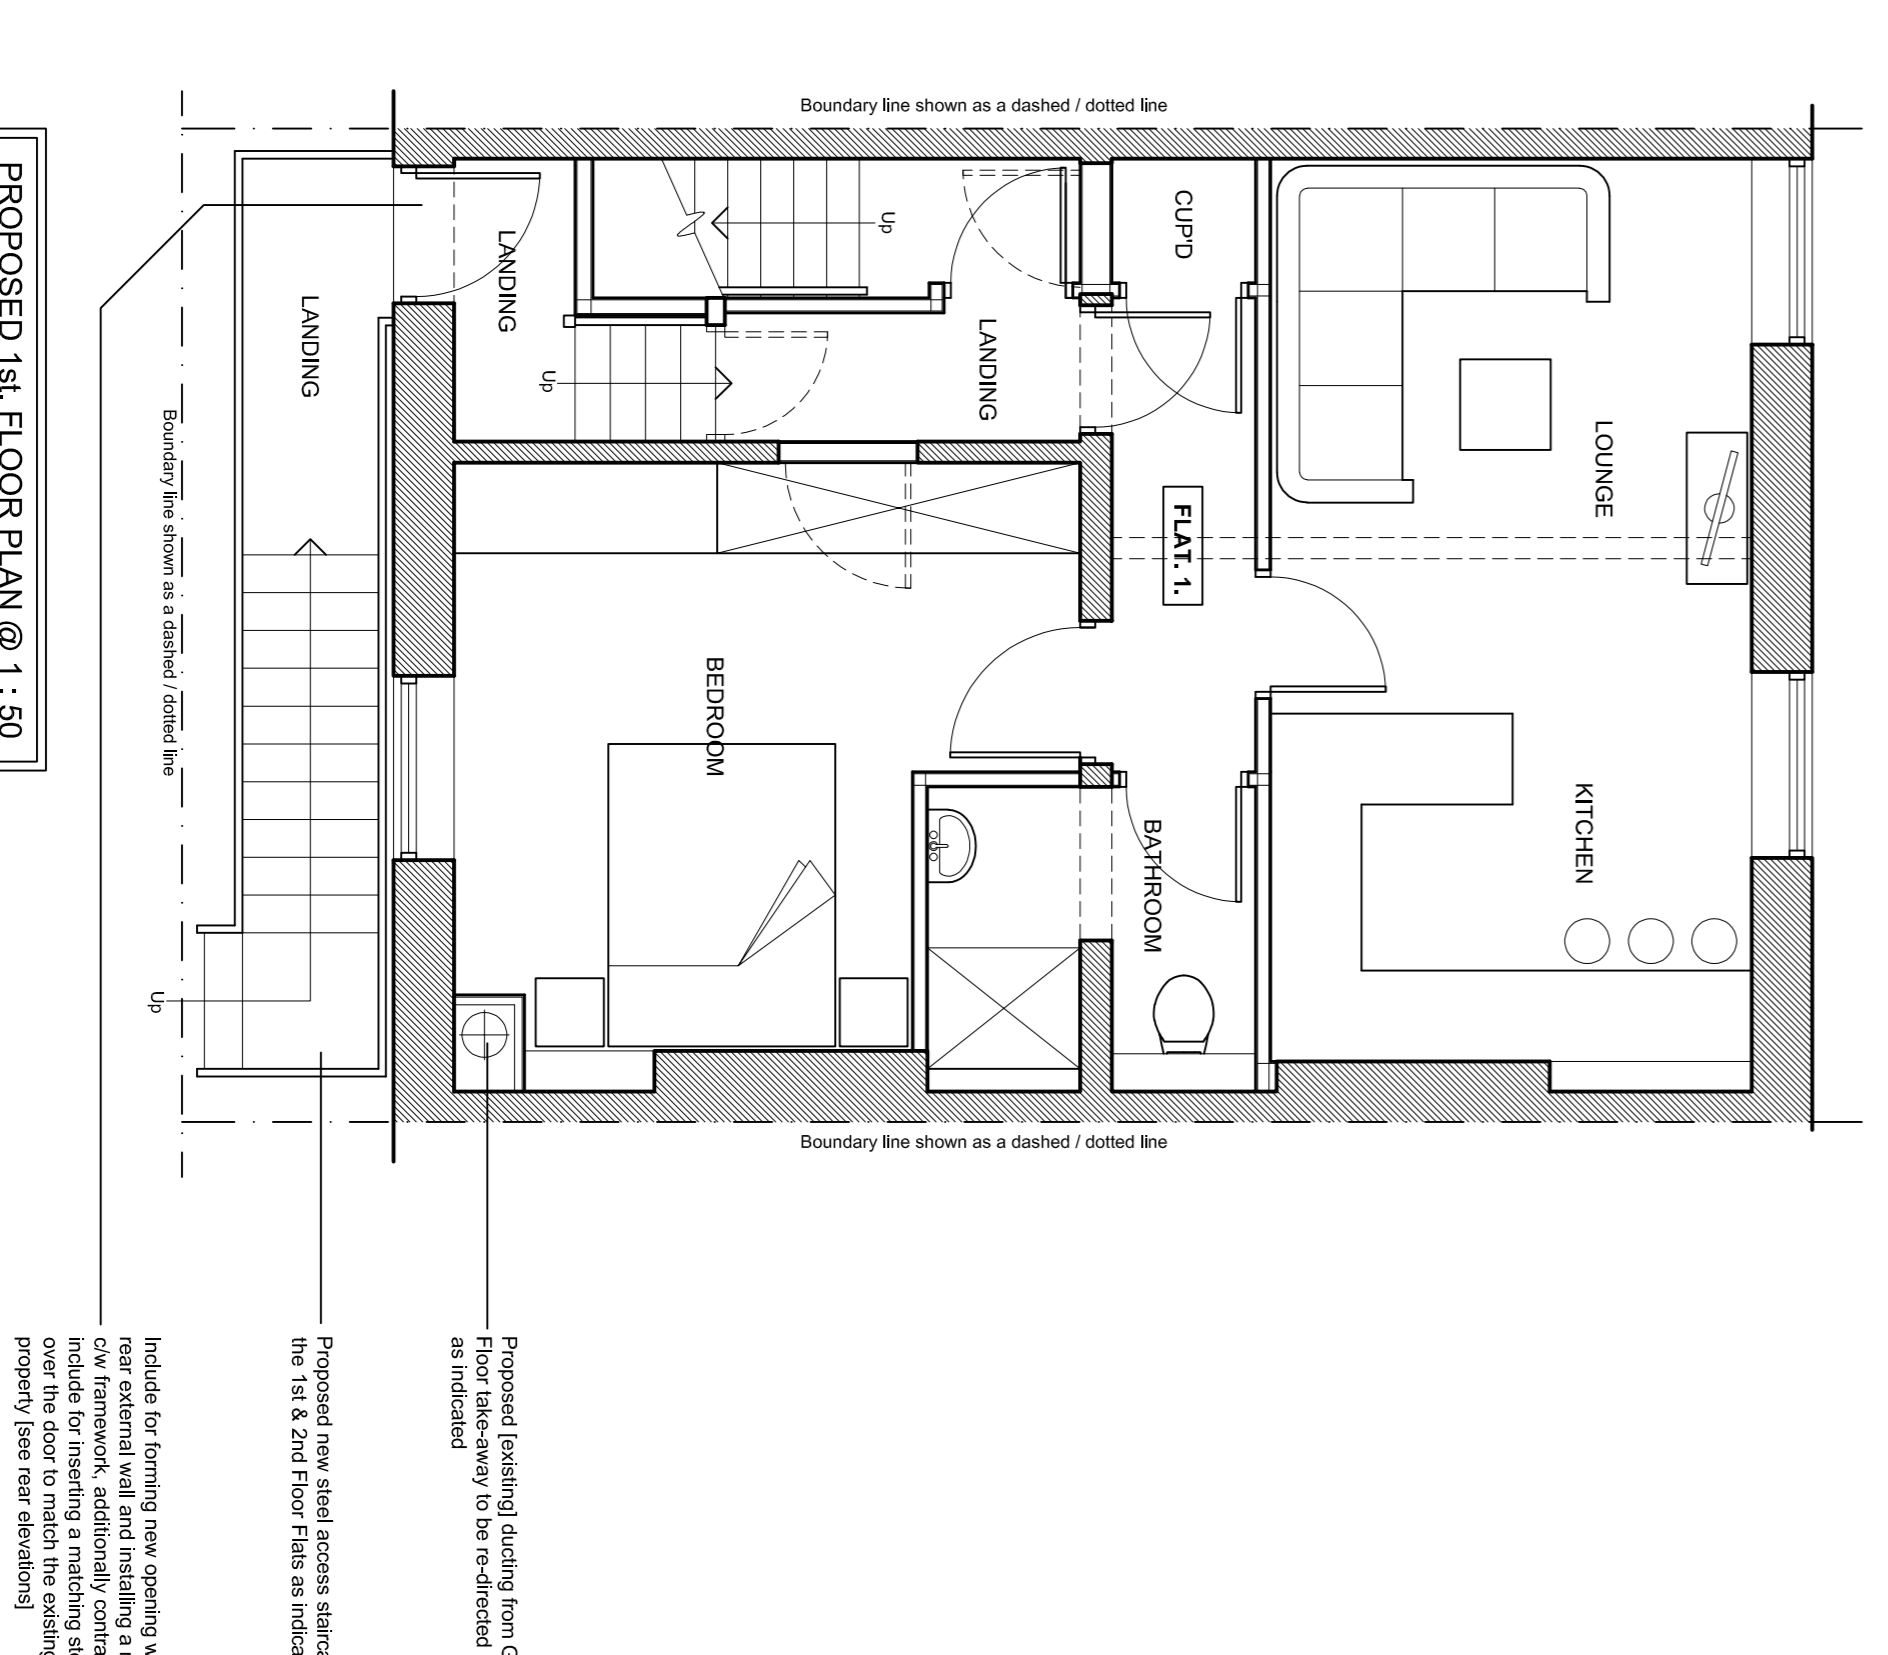 Boundary line shown as a dashed / dotted line
CUP'D
Up
LANDING
LANDING
LANDING
Up
LOUNGE
FLAT. 1.
BEDROOM
KITCHEN
BATHROOM
Up
Boundary line shown as a dashed / dotted line
Boundary line shown as a dashed / dotted line
PROPOSED 1st. FLOOR PLAN @ 1 : 50
Proposed [existing] ducting from
Floor take-away to be re-directed
as indicated
Proposed new steel access
the 1st & 2nd Floor Flats as
Include for forming new opening
rear external wall and installing a
c/w framework, additionally
include for inserting a matching
over the door to match the existing
property [see rear elevations]